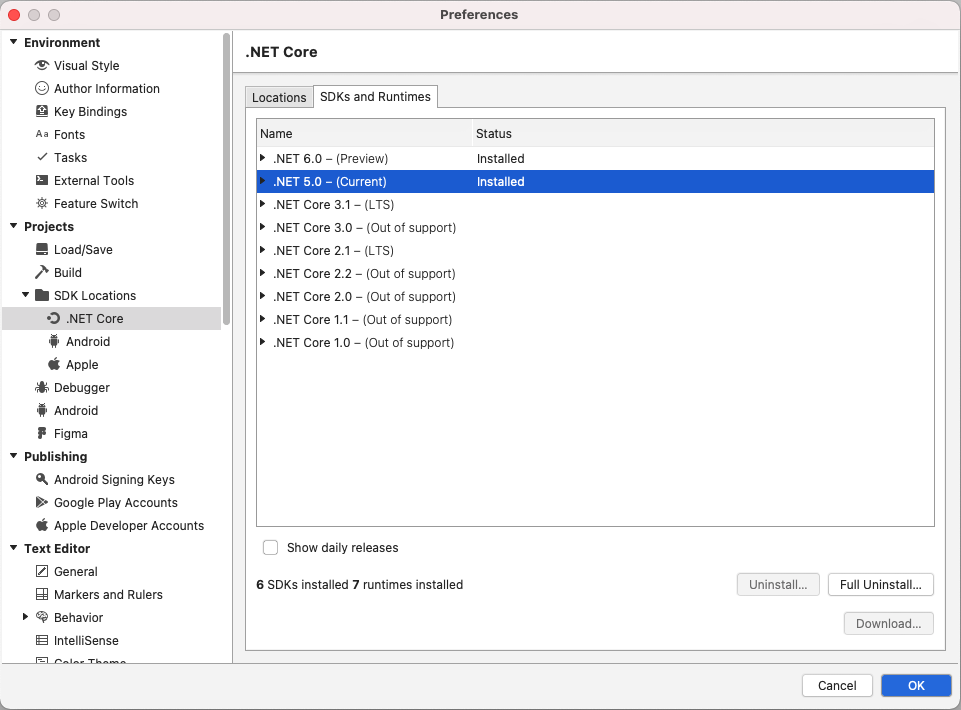 Preferences
Environment
Visual Style
Author Information
Key Bindings
Aa Fonts
Tasks
External Tools
Feature Switch
Projects
Load/Save
Build
SDK Locations
.NET Core
Android
Apple
Debugger
Android
Figma
Publishing
Android Signing Keys
Google Play Accounts
Apple Developer Accounts
Text Editor
General
Markers and Rulers
Behavior
IntelliSense
Color Theme
.NET Core
Locations SDKs and Runtimes
Name Status
.NET 6.0 – (Preview) Installed
.NET 5.0 – (Current) Installed
.NET Core 3.1 – (LTS)
.NET Core 3.0 – (Out of support)
.NET Core 2.1 – (LTS)
.NET Core 2.2 – (Out of support)
.NET Core 2.0 – (Out of support)
.NET Core 1.1 – (Out of support)
.NET Core 1.0 – (Out of support)
Show daily releases
6 SDKs installed 7 runtimes installed Uninstall... Full Uninstall...
Download...
Cancel OK